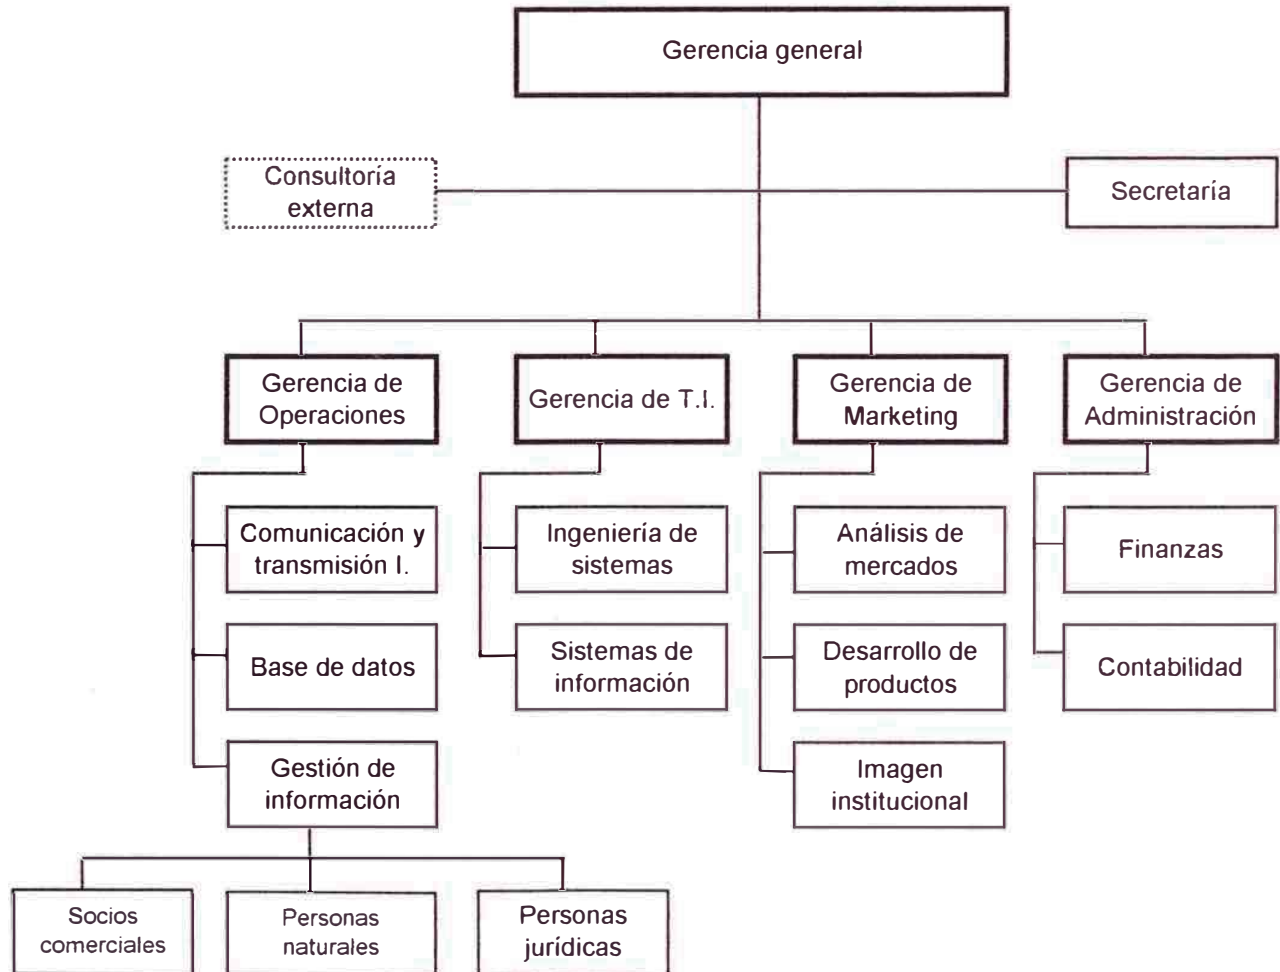 Gerencia general
Consultoría
externa
Secretaría
Gerencia de
Operaciones
Gerencia de T.I.
Gerencia de
Marketing
Gerencia de
Administración
Comunicación y
transmisión I.
Ingeniería de
sistemas
Análisis de
mercados
Finanzas
Base de datos
Sistemas de
información
Desarrollo de
productos
Contabilidad
Gestión de
información
Imagen
institucional
Socios
comerciales
Personas
naturales
Personas
jurídicas